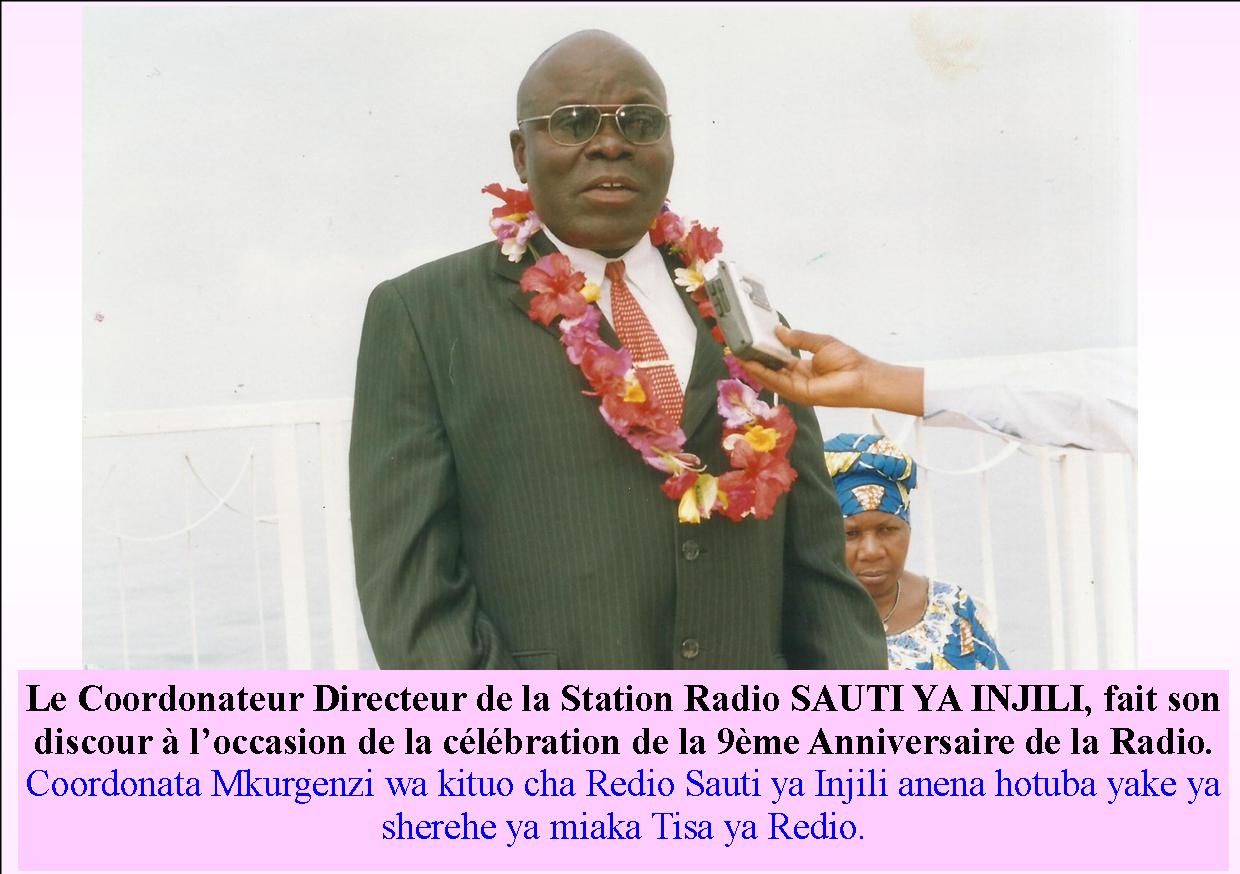 Le Coordonateur Directeur de la Station Radio SAUTI YA INJILI, fait son
discour à l’occasion de la célébration de la 9ème Anniversaire de la Radio.
Coordonata Mkurgenzi wa kituo cha Redio Sauti ya Injili anena hotuba yake ya
sherehe ya miaka Tisa ya Redio.